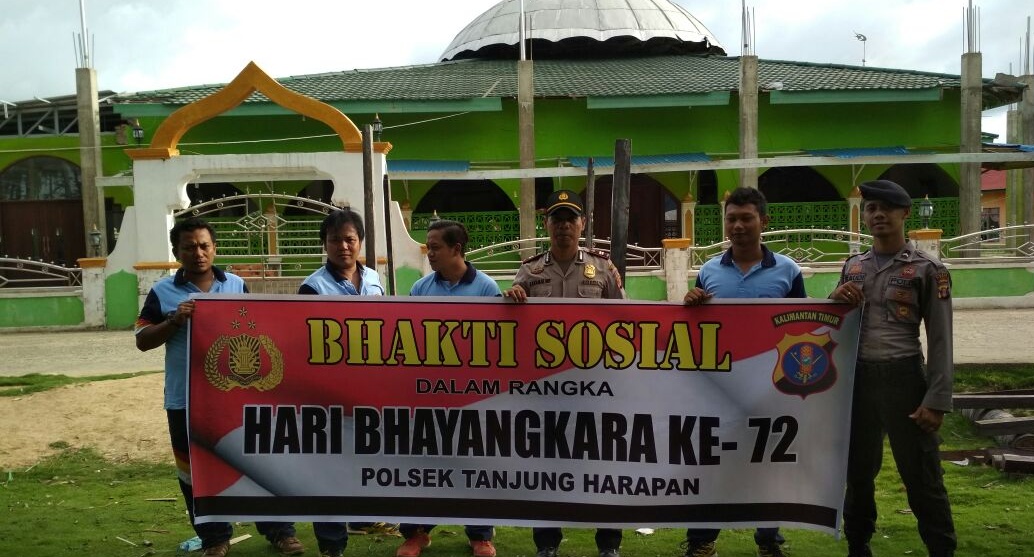 BHAKTI SOSIAL
DALAM RANGKA
HARI BHAYANGKARA KE- 72
POLSEK TANJUNG HARAPAN
KALIMANTAN TIMUR